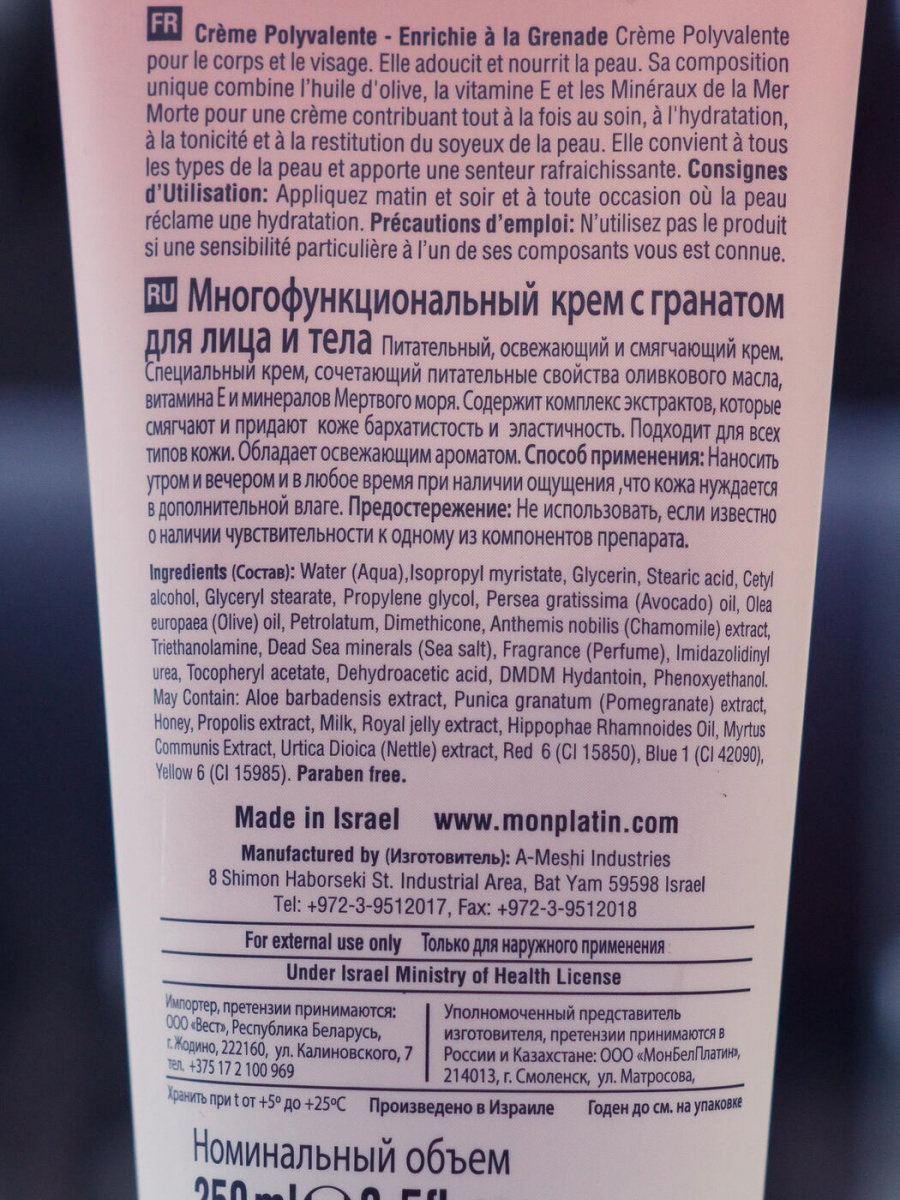 FR Crème Polyvalente - Enrichie à la Grenade Crème Polyvalente
pour le corps et le visage. Elle adoucit et nourrit la peau. Sa composition
unique combine l'huile d'olive, la vitamine E et les Minéraux de la Mer
Morte pour une crème contribuant tout à la fois au soin, à l'hydratation,
à la tonicité et à la restitution du soyeux de la peau. Elle convient à tous
les types de la peau et apporte une senteur rafraichissante. Consignes
d'Utilisation: Appliquez matin et soir et à toute occasion où la peau
réclame une hydratation. Précautions d'emploi: N'utilisez pas le produit
si une sensibilité particulière à l'un de ses composants vous est connue.
RU Многофункциональный крем с гранатом
для лица и тела Питательный, освежающий и смягчающий крем.
Специальный крем, сочетающий питательные свойства оливкового масла,
витамина Е и минералов Мертвого моря. Содержит комплекс экстрактов, которые
смягчают и придают коже бархатистость и эластичность. Подходит для всех
типов кожи. Обладает освежающим ароматом. Способ применения: Наносить
утром и вечером и в любое время при наличии ощущения ,что кожа нуждается
в дополнительной влаге. Предостережение: Не использовать, если известно
о наличии чувствительности к одному из компонентов препарата.
Ingredients (Состав): Water (Aqua),Isopropyl myristate, Glycerin, Stearic acid, Cetyl
alcohol, Glyceryl stearate, Propylene glycol, Persea gratissima (Avocado) oil, Olea
europaea (Olive) oil, Petrolatum, Dimethicone, Anthemis nobilis (Chamomile) extract,
Triethanolamine, Dead Sea minerals (Sea salt), Fragrance (Perfume), Imidazolidinyl
urea, Tocopheryl acetate, Dehydroacetic acid, DMDM Hydantoin, Phenoxyethanol.
May Contain: Aloe barbadensis extract, Punica granatum (Pomegranate) extract,
Honey, Propolis extract, Milk, Royal jelly extract, Hippophae Rhamnoides Oil, Myrtus
Communis Extract, Urtica Dioica (Nettle) extract, Red 6 (CI 15850), Blue 1 (CI 42090),
Yellow 6 (CI 15985). Paraben free.
Made in Israel www.monplatin.com
Manufactured by (Изготовитель): A-Meshi Industries
8 Shimon Haborseki St. Industrial Area, Bat Yam 59598 Israel
Tel: +972-3-9512017, Fax: +972-3-9512018
For external use only Только для наружного применения
Under Israel Ministry of Health License
Импортер, претензии принимаются:
ООО «Вест», Республика Беларусь,
г. Жодино, 222160, ул. Калиновского, 7
тел. +375 17 2 100 969
Уполномоченный представитель
изготовителя, претензии принимаются в
России и Казахстане: ООО «МонБелПлатин»,
214013, г. Смоленск, ул. Матросова,
Хранить при t от +5º до +25ºС Произведено в Израиле Годен до см. на упаковке
Номинальный объем
250 ml